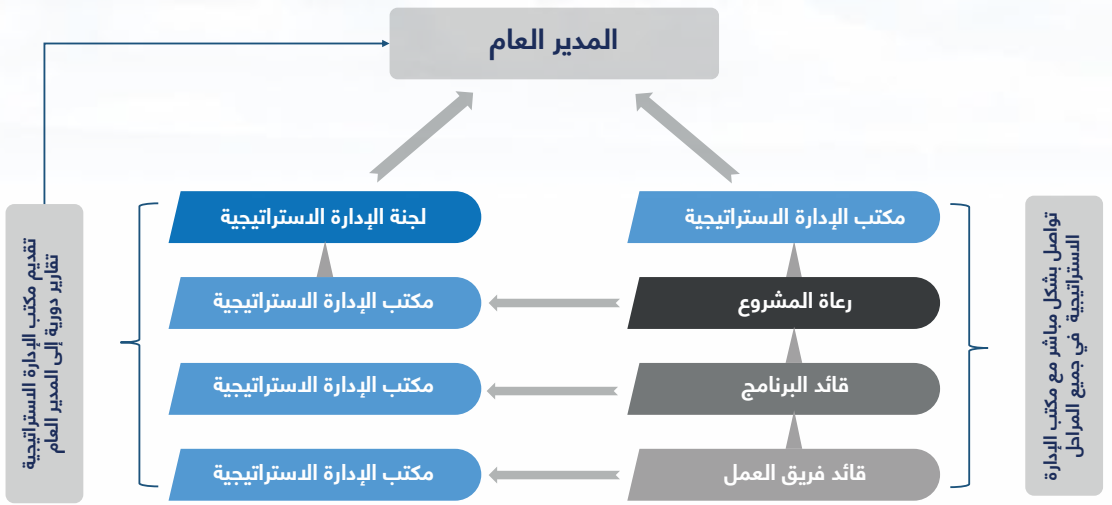 المدير العام
مكتب الإدارة الاستراتيجية
لجنة الإدارة الاستراتيجية
رعاة المشروع
مكتب الإدارة الاستراتيجية
قائد البرنامج
مكتب الإدارة الاستراتيجية
قائد فريق العمل
مكتب الإدارة الاستراتيجية
تواصل بشكل مباشر مع مكتب الإدارة
الاستراتيجية في جميع المراحل
تقديم مكتب الإدارة الاستراتيجية
تقارير دورية إلى المدير العام